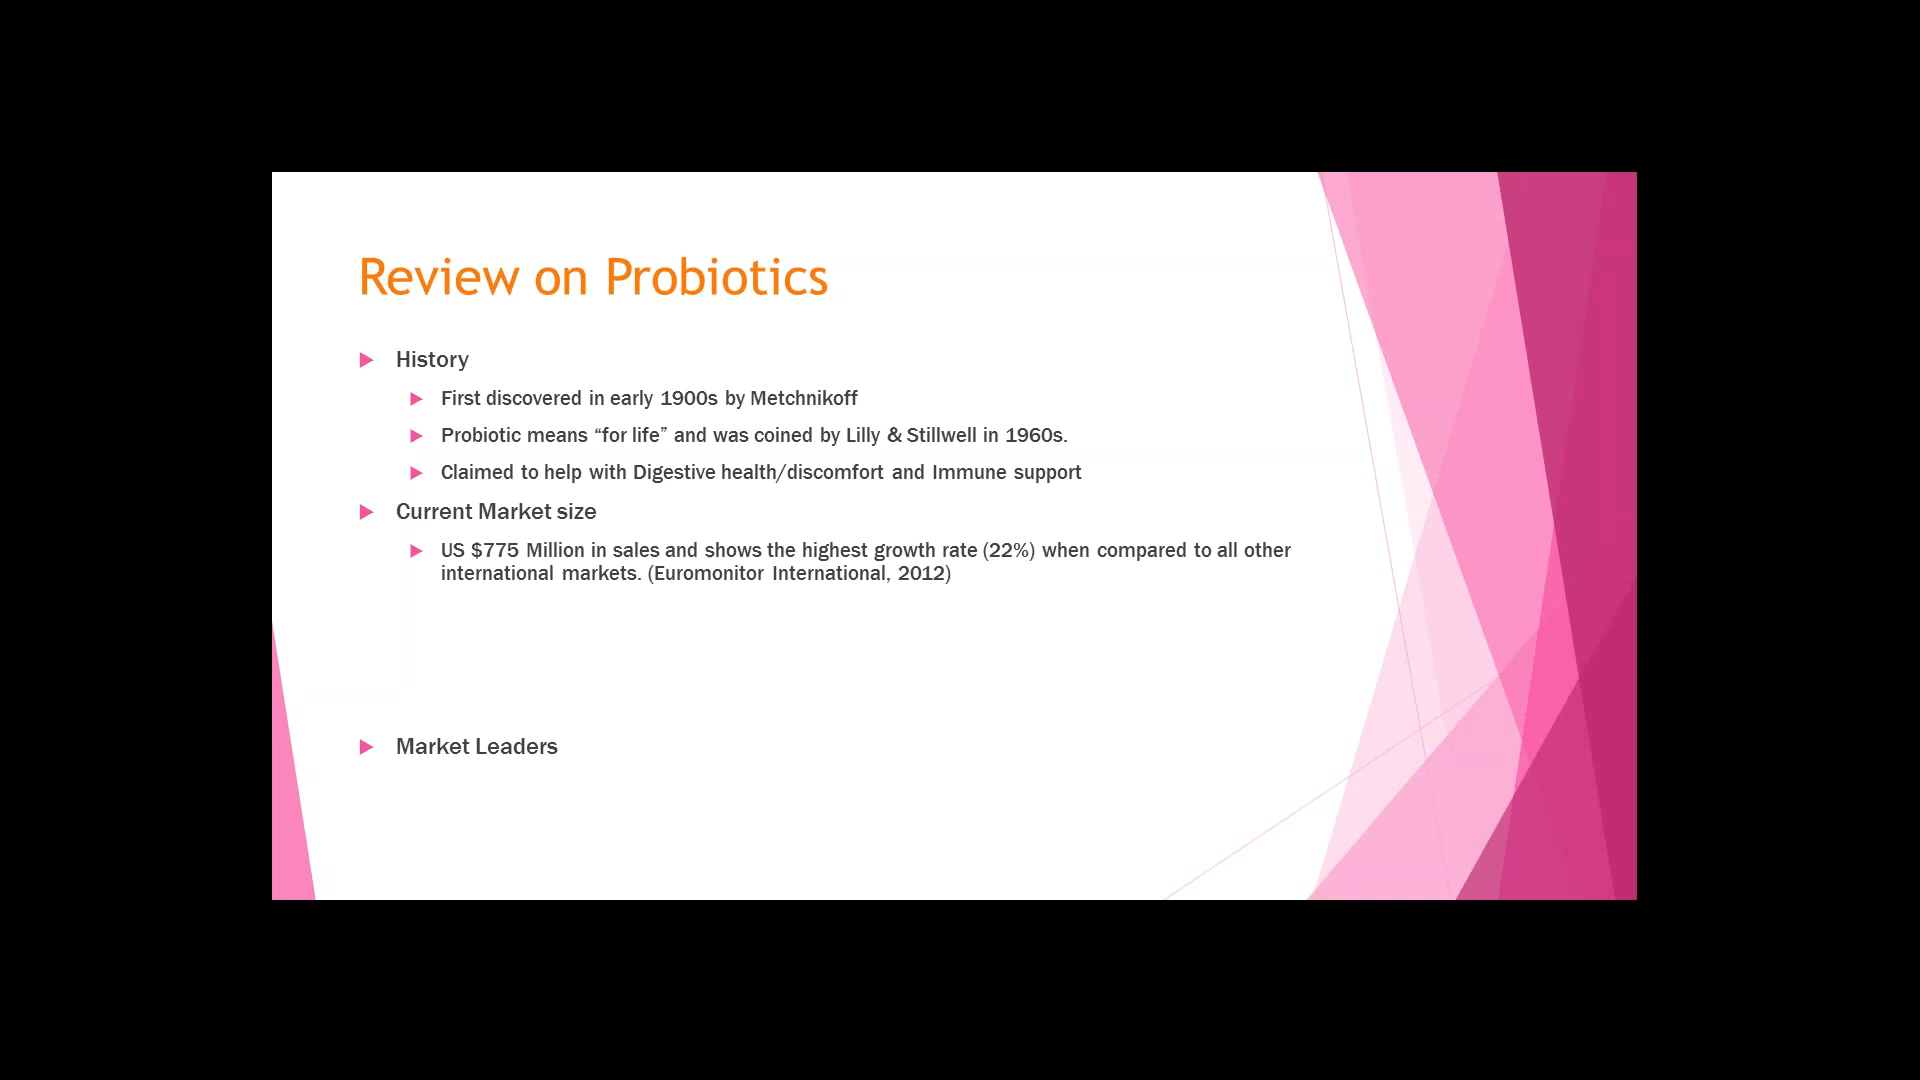 Review on Probiotics
History
First discovered in early 1900s by Metchnikoff
Probiotic means “for life” and was coined by Lilly & Stillwell in 1960s.
Claimed to help with Digestive health/discomfort and Immune support
Current Market size
US $775 Million in sales and shows the highest growth rate (22%) when compared to all other
international markets. (Euromonitor International, 2012)
Market Leaders